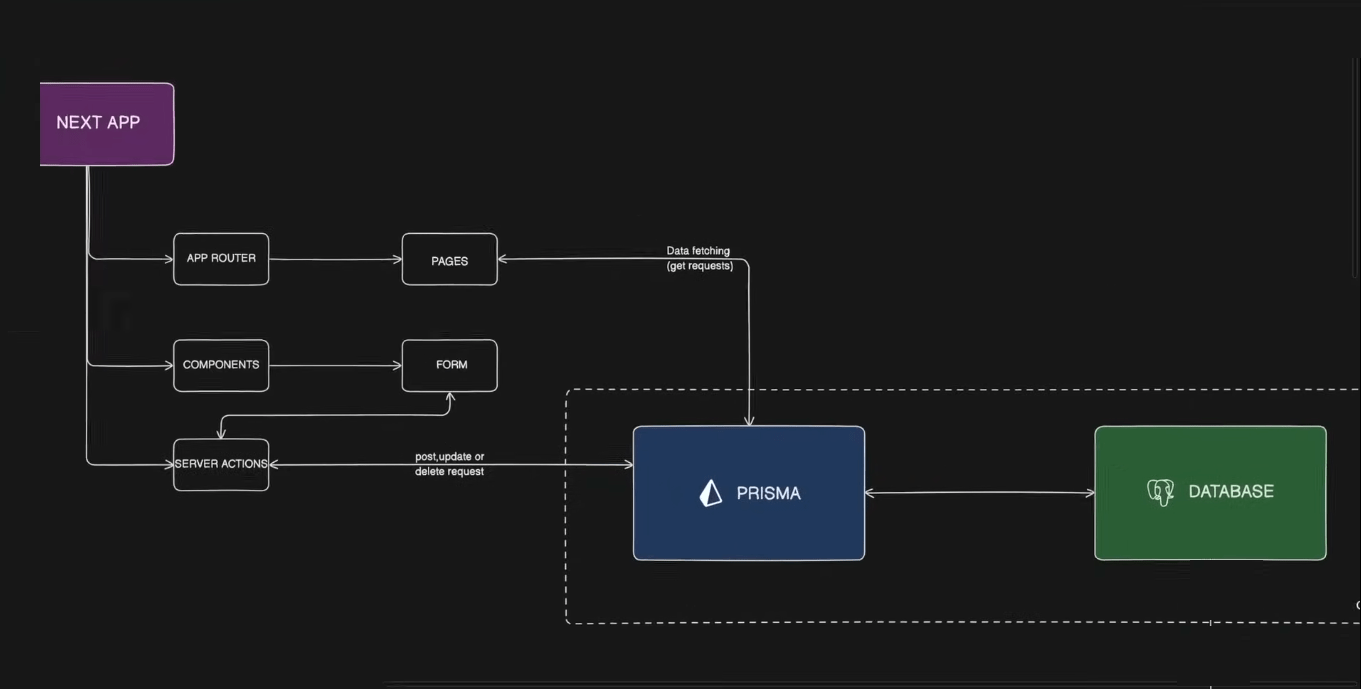 NEXT APP
APP ROUTER
PAGES
Data fetching
(get requests)
COMPONENTS
FORM
SERVER ACTIONS
post,update or
delete request
PRISMA
DATABASE